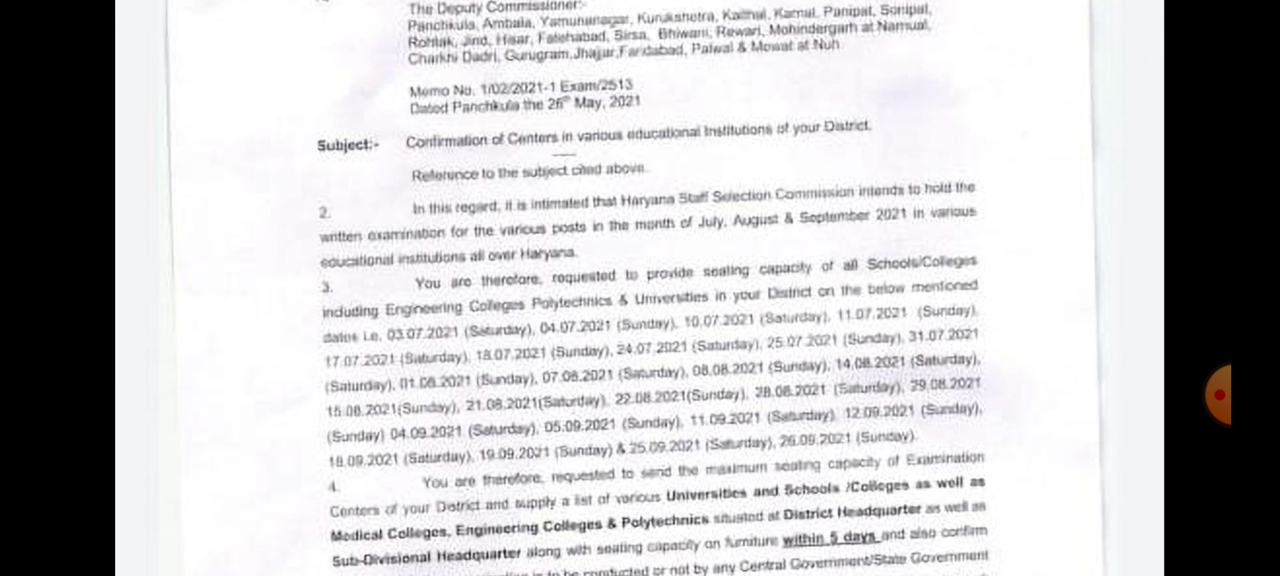 The Deputy Commissioner:-
Panchkula, Ambala, Yamunanagar, Kurukshetra, Kaithal, Karnal, Panipat, Sonipat,
Rohtak, Jind, Hisar, Fatehabad, Sirsa, Bhiwani, Rewari, Mohindergarh at Narnual,
Charkhi Dadri, Gurugram,Jhajjar,Faridabad, Palwal & Mewat at Nuh
Memo No. 1/02/2021-1 Exam/2513
Dated Panchkula the 26th May, 2021
Subject:- Confirmation of Centers in various educational Institutions of your District.
Reference to the subject cited above.
2. In this regard, it is intimated that Haryana Staff Selection Commission intends to hold the
written examination for the various posts in the month of July, August & September 2021 in various
educational institutions all over Haryana.
3. You are therefore, requested to provide seating capacity of all Schools/Colleges
including Engineering Colleges Polytechnics & Universities in your District on the below mentioned
dates i.e. 03.07.2021 (Saturday), 04.07.2021 (Sunday), 10.07.2021 (Saturday), 11.07.2021 (Sunday),
17.07.2021 (Saturday), 18.07.2021 (Sunday), 24.07.2021 (Saturday), 25.07.2021 (Sunday), 31.07.2021
(Saturday), 01.08.2021 (Sunday), 07.08.2021 (Saturday), 08.08.2021 (Sunday), 14.08.2021 (Saturday),
15.08.2021(Sunday), 21.08.2021(Saturday), 22.08.2021(Sunday), 28.08.2021 (Saturday), 29.08.2021
(Sunday) 04.09.2021 (Saturday), 05.09.2021 (Sunday), 11.09.2021 (Saturday), 12.09.2021 (Sunday),
18.09.2021 (Saturday), 19.09.2021 (Sunday) & 25.09.2021 (Saturday), 26.09.2021 (Sunday).
4. You are therefore, requested to send the maximum seating capacity of Examination
Centers of your District and supply a list of various Universities and Schools /Colleges as well as
Medical Colleges, Engineering Colleges & Polytechnics situated at District Headquarter as well as
Sub-Divisional Headquarter along with seating capacity on furniture within 5 days and also confirm
is to be conducted or not by any Central Government/State Government